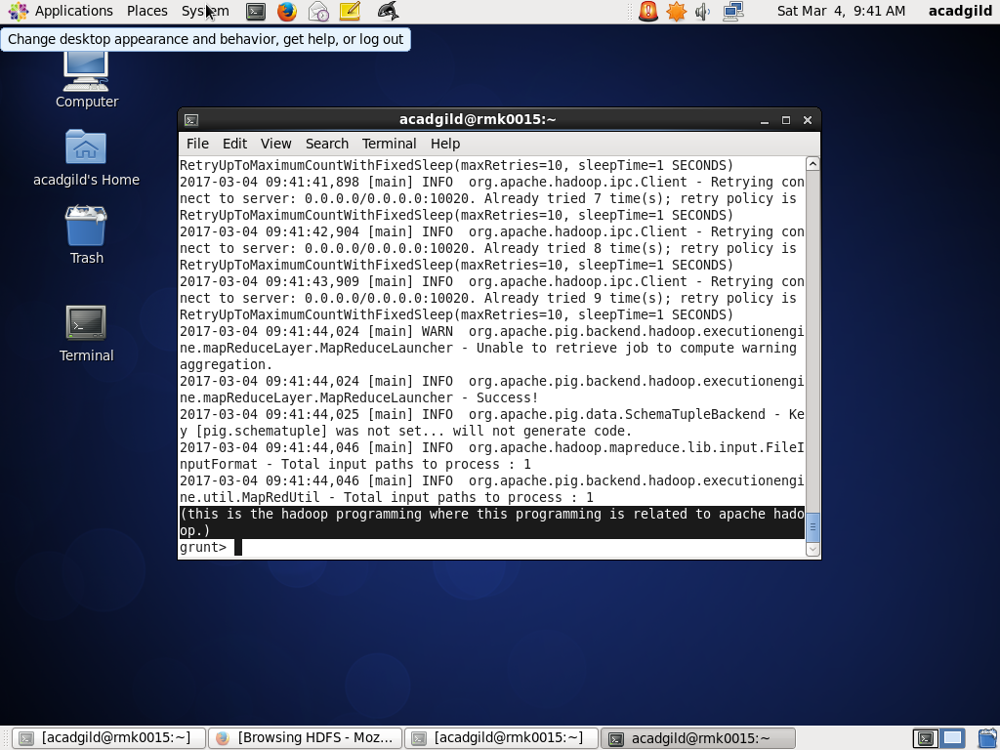 Applications Places System Sat Mar 4, 9:41 AM acadgild
Change desktop appearance and behavior, get help, or log out
Computer
acadgild's Home
Trash
Terminal
acadgild@rmk0015:~
File Edit View Search Terminal Help
RetryUpToMaximumCountWithFixedSleep(maxRetries=10, sleepTime=1 SECONDS)
2017-03-04 09:41:41,898 [main] INFO  org.apache.hadoop.ipc.Client - Retrying con
nect to server: 0.0.0.0/0.0.0.0:10020. Already tried 7 time(s); retry policy is
RetryUpToMaximumCountWithFixedSleep(maxRetries=10, sleepTime=1 SECONDS)
2017-03-04 09:41:42,904 [main] INFO  org.apache.hadoop.ipc.Client - Retrying con
nect to server: 0.0.0.0/0.0.0.0:10020. Already tried 8 time(s); retry policy is
RetryUpToMaximumCountWithFixedSleep(maxRetries=10, sleepTime=1 SECONDS)
2017-03-04 09:41:43,909 [main] INFO  org.apache.hadoop.ipc.Client - Retrying con
nect to server: 0.0.0.0/0.0.0.0:10020. Already tried 9 time(s); retry policy is
RetryUpToMaximumCountWithFixedSleep(maxRetries=10, sleepTime=1 SECONDS)
2017-03-04 09:41:44,024 [main] WARN  org.apache.pig.backend.hadoop.executionengi
ne.mapReduceLayer.MapReduceLauncher - Unable to retrieve job to compute warning
aggregation.
2017-03-04 09:41:44,024 [main] INFO  org.apache.pig.backend.hadoop.executionengi
ne.mapReduceLayer.MapReduceLauncher - Success!
2017-03-04 09:41:44,025 [main] INFO  org.apache.pig.data.SchemaTupleBackend - Ke
y [pig.schematuple] was not set... will not generate code.
2017-03-04 09:41:44,046 [main] INFO  org.apache.hadoop.mapreduce.lib.input.FileI
nputFormat - Total input paths to process : 1
2017-03-04 09:41:44,046 [main] INFO  org.apache.pig.backend.hadoop.executionengi
ne.util.MapRedUtil - Total input paths to process : 1
(this is the hadoop programming where this programming is related to apache hado
op.)
grunt>
[acadgild@rmk0015:~] [Browsing HDFS - Moz... [acadgild@rmk0015:~] acadgild@rmk0015:~